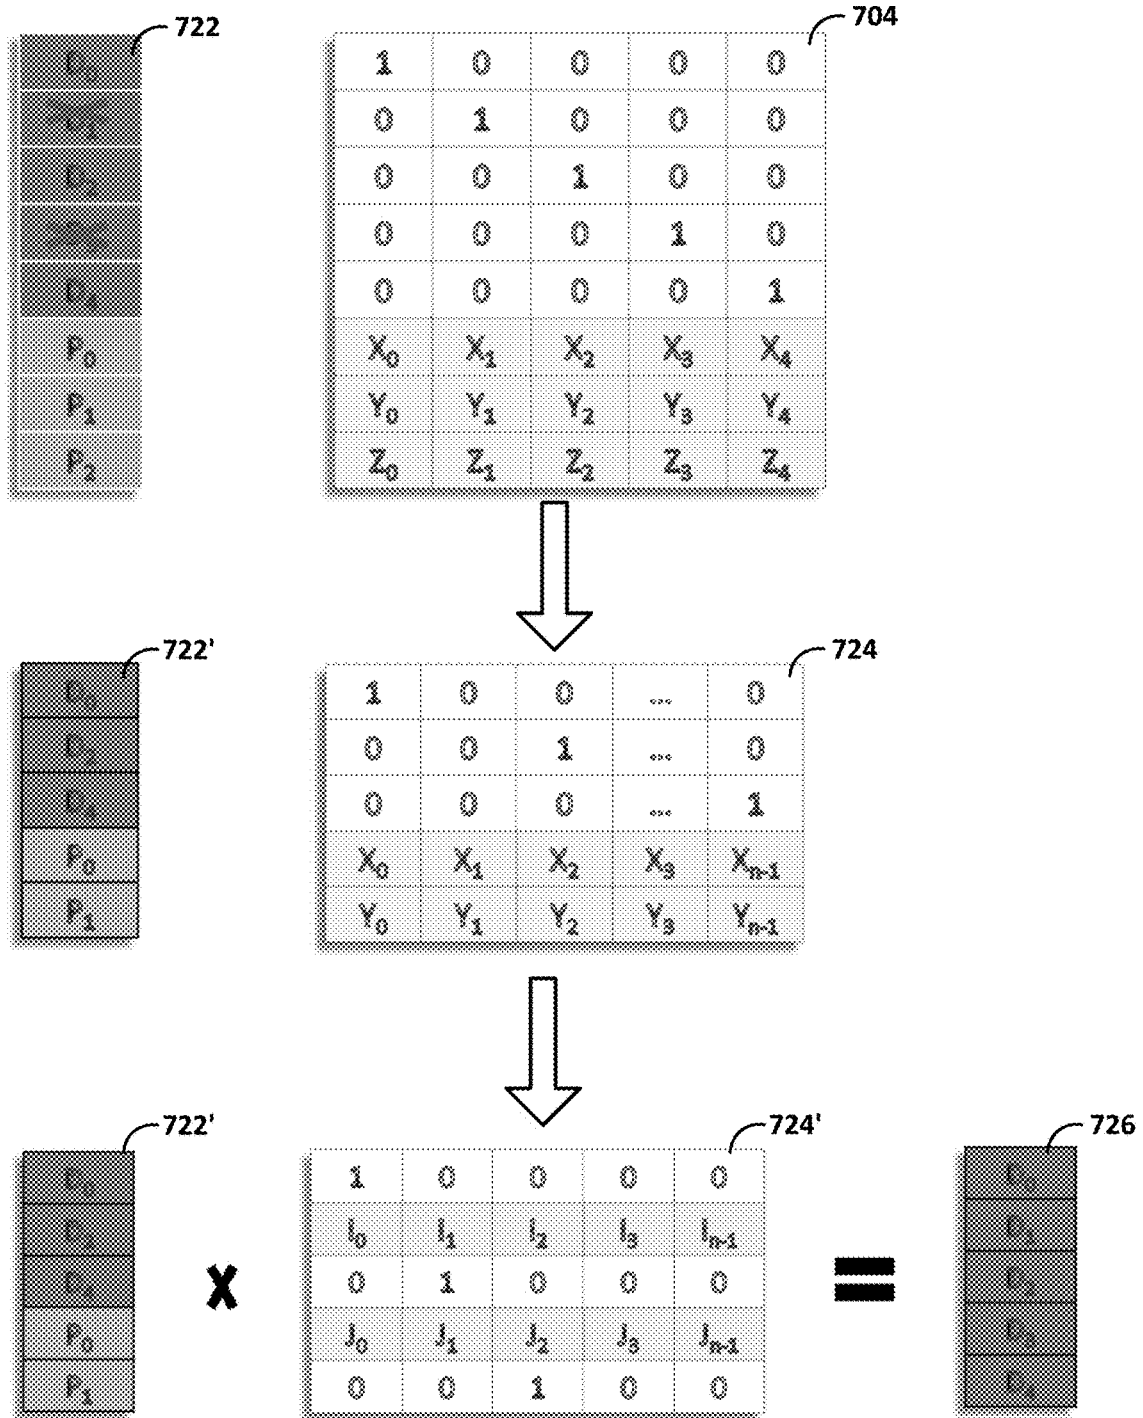 722 704
D₀ 1 0 0 0 0
D₁ 0 1 0 0 0
D₂ 0 0 1 0 0
0 0 0 1 0
D₄ 0 0 0 0 1
P₀ X₀ X₁ X₂ X₃ X₄
P₁ Y₀ Y₁ Y₂ Y₃ Y₄
P₂ Z₀ Z₁ Z₂ Z₃ Z₄
722' 724
D₀ 1 0 0 ... 0
D₂ 0 0 1 ... 0
D₄ 0 0 0 ... 1
P₀ X₀ X₁ X₂ X₃ Xₙ₋₁
P₁ Y₀ Y₁ Y₂ Y₃ Yₙ₋₁
722' 724' 726
D₀ 1 0 0 0 0 D₀
D₂ I₀ I₁ I₂ I₃ Iₙ₋₁ D₁
D₄ x 0 1 0 0 0 = D₂
P₀ J₀ J₁ J₂ J₃ Jₙ₋₁ D₃
P₁ 0 0 1 0 0 D₄